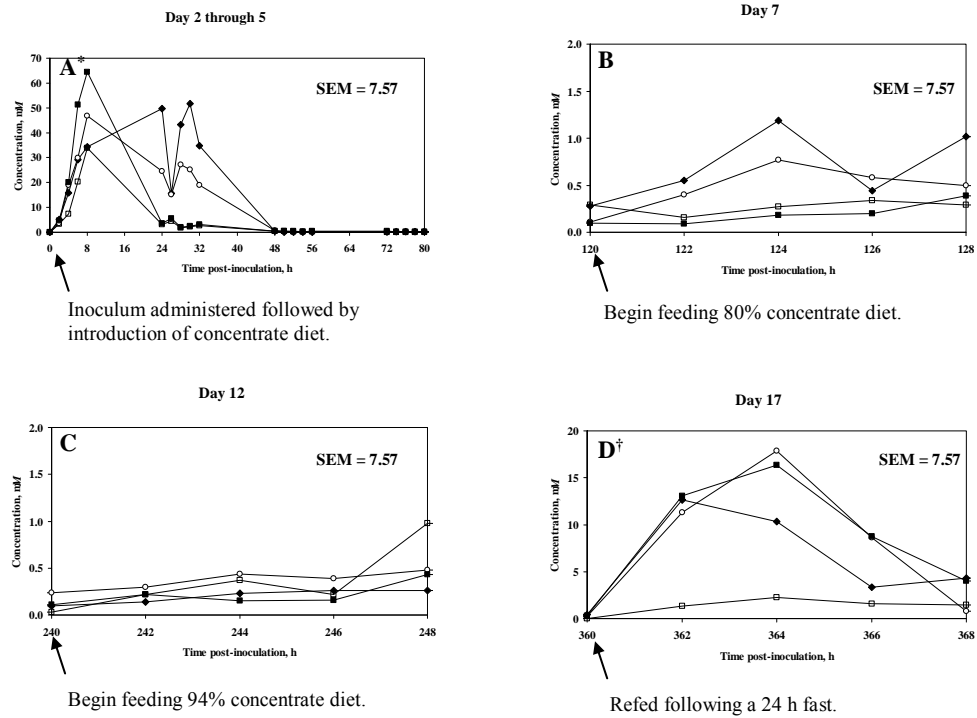 Day 2 through 5
A*
SEM = 7.57
Concentration, mM
70
60
50
40
30
20
10
0
0 8 16 24 32 40 48 56 64 72 80
Time post-inoculation, h
Inoculum administered followed by
introduction of concentrate diet.
Day 7
B
SEM = 7.57
Concentration, mM
2.0
1.5
1.0
0.5
0.0
120 122 124 126 128
Time post-inoculation, h
Begin feeding 80% concentrate diet.
Day 12
C
SEM = 7.57
Concentration, mM
2.0
1.5
1.0
0.5
0.0
240 242 244 246 248
Time post-inoculation, h
Begin feeding 94% concentrate diet.
Day 17
D†
SEM = 7.57
Concentration, mM
20
15
10
5
0
360 362 364 366 368
Time post-inoculation, h
Refed following a 24 h fast.